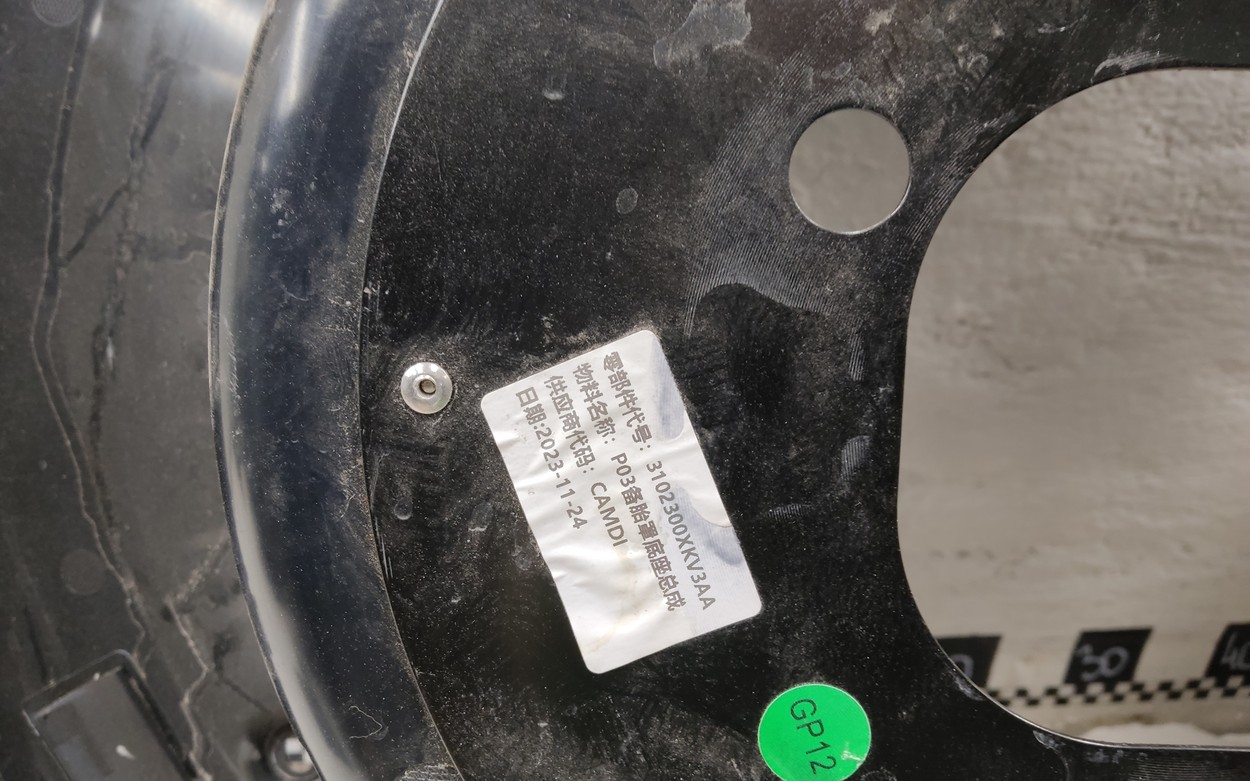 零部件代号：3102300XKV3AA
物料名称：P03备胎罩底座总成
供应商代码：CAMDI
日期:2023-11-24
GP12
30
40